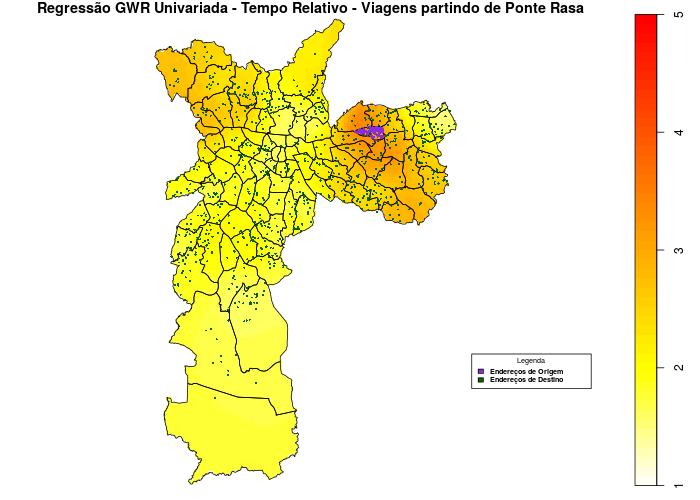 Regressão GWR Univariada - Tempo Relativo - Viagens partindo de Ponte Rasa
5
4
3
2
1
Legenda
Endereços de Origem
Endereços de Destino